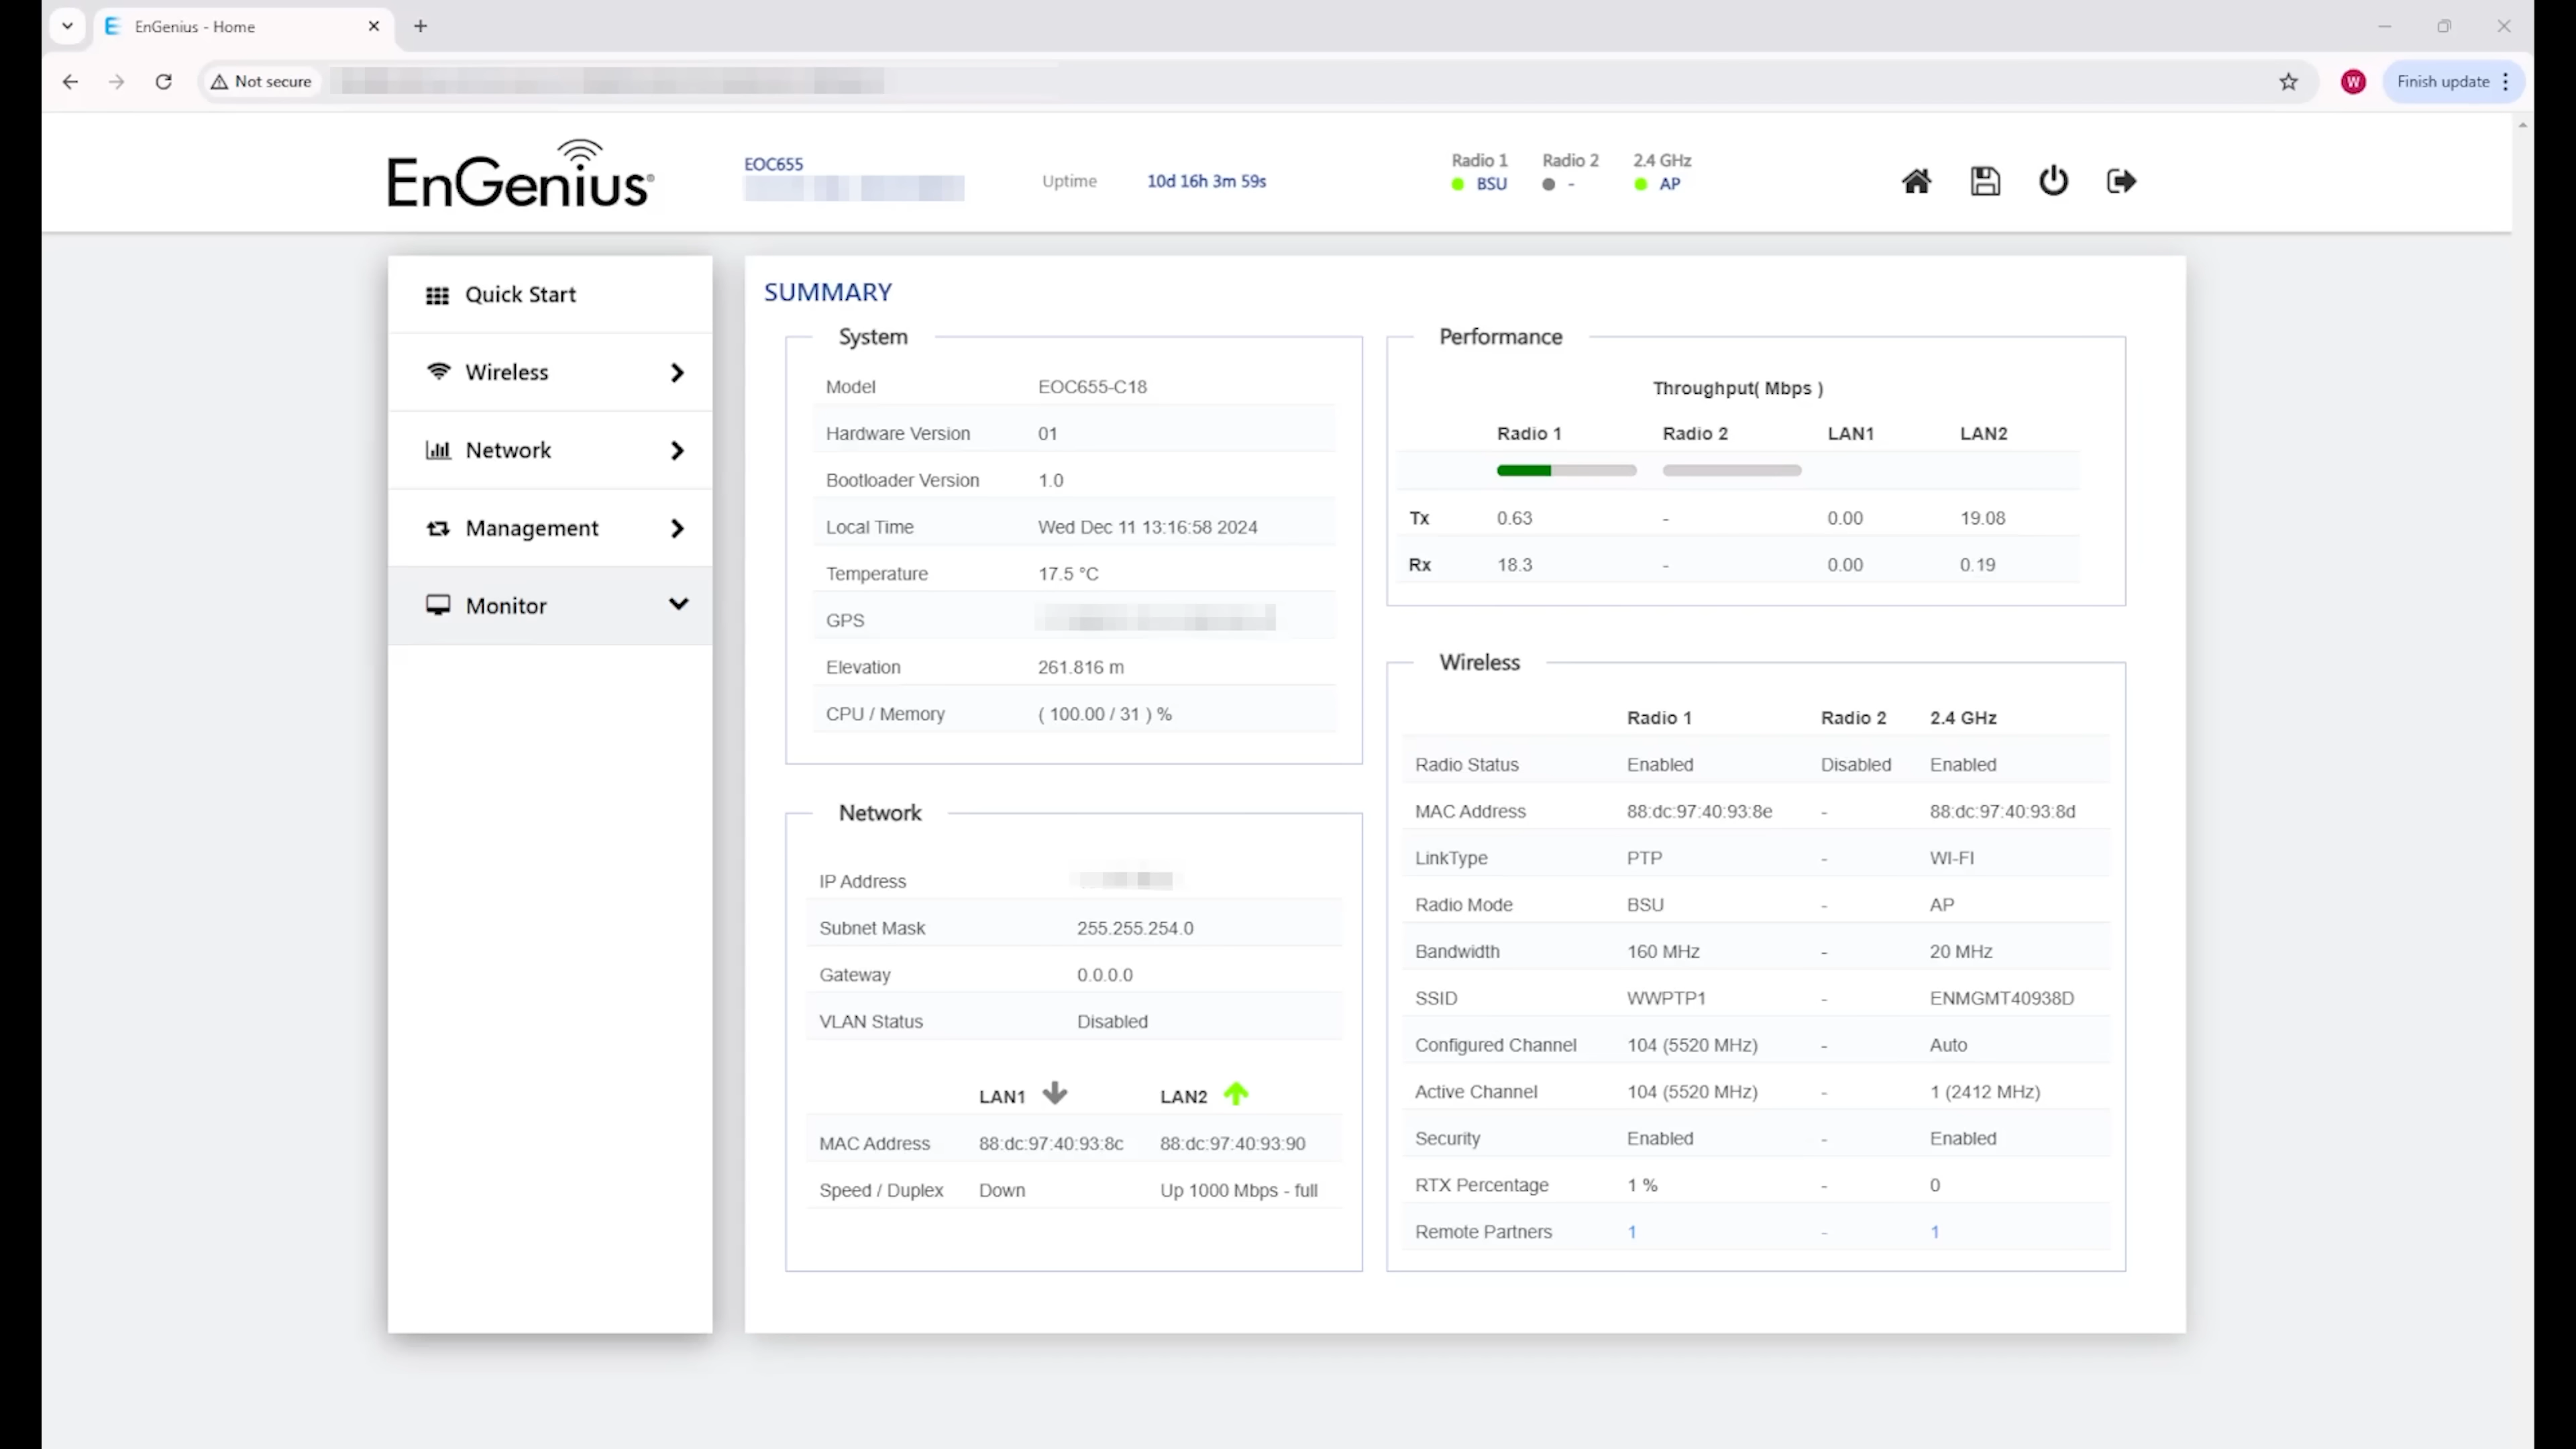 EnGenius - Home
Not secure
W
Finish update
EnGenius®
EOC655
Uptime 10d 16h 3m 59s
Radio 1 Radio 2 2.4 GHz
BSU - AP
Quick Start
Wireless
Network
Management
Monitor
SUMMARY
System
Model EOC655-C18
Hardware Version 01
Bootloader Version 1.0
Local Time Wed Dec 11 13:16:58 2024
Temperature 17.5 °C
GPS
Elevation 261.816 m
CPU / Memory ( 100.00 / 31 ) %
Network
IP Address
Subnet Mask 255.255.254.0
Gateway 0.0.0.0
VLAN Status Disabled
LAN1 LAN2
MAC Address 88:dc:97:40:93:8c 88:dc:97:40:93:90
Speed / Duplex Down Up 1000 Mbps - full
Performance
Throughput( Mbps )
Radio 1 Radio 2 LAN1 LAN2
Tx 0.63 - 0.00 19.08
Rx 18.3 - 0.00 0.19
Wireless
Radio 1 Radio 2 2.4 GHz
Radio Status Enabled Disabled Enabled
MAC Address 88:dc:97:40:93:8e - 88:dc:97:40:93:8d
LinkType PTP - WI-FI
Radio Mode BSU - AP
Bandwidth 160 MHz - 20 MHz
SSID WWPTP1 - ENMGMT40938D
Configured Channel 104 (5520 MHz) - Auto
Active Channel 104 (5520 MHz) - 1 (2412 MHz)
Security Enabled - Enabled
RTX Percentage 1 % - 0
Remote Partners 1 - 1